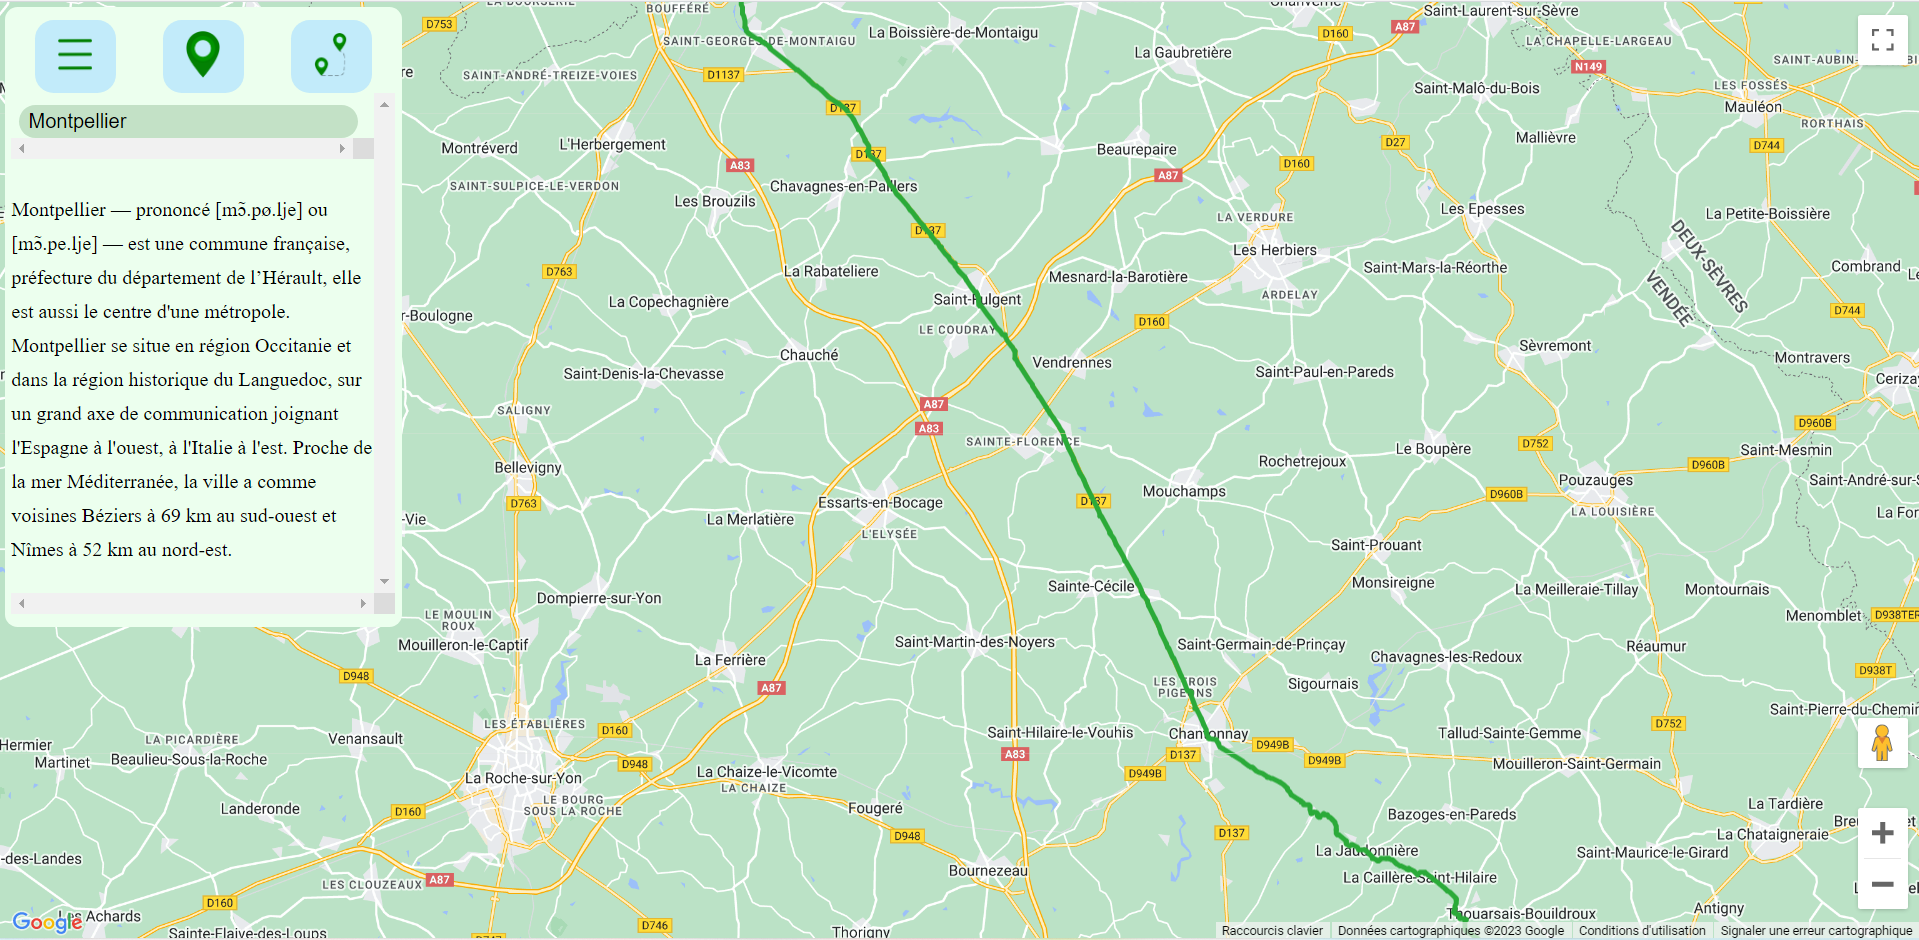 Montpellier
Montpellier — prononcé [mɔ̃.pø.lje] ou
[mɔ̃.pe.lje] — est une commune française,
préfecture du département de l’Hérault, elle
est aussi le centre d'une métropole.
Montpellier se situe en région Occitanie et
dans la région historique du Languedoc, sur
un grand axe de communication joignant
l'Espagne à l'ouest, à l'Italie à l'est. Proche de
la mer Méditerranée, la ville a comme
voisines Béziers à 69 km au sud-ouest et
Nîmes à 52 km au nord-est.
BOUFFÉRÉ
D753
SAINT-GEORGES-DE-MONTAIGU
La Boissière-de-Montaigu
La Gaubretière
D160
A87
Saint-Laurent-sur-Sèvre
LA CHAPELLE-LARGEAU
N149
SAINT-ANDRÉ-TREIZE-VOIES
D1137
D137
Saint-Malô-du-Bois
LES FOSSÉS
Mauléon
RORTHAIS
Montréverd
L'Herbergement
A83
D137
Beaurepaire
D160
D27
Mallièvre
D744
SAINT-SULPICE-LE-VERDON
Les Brouzils
Chavagnes-en-Paillers
A87
LA VERDURE
Les Epesses
La Petite-Boissière
D137
Les Herbiers
DEUX-SÈVRES
VENDÉE
D763
La Rabateliere
Mesnard-la-Barotière
ARDELAY
Saint-Mars-la-Réorthe
Combrand
La Copechagnière
Saint-Fulgent
r-Boulogne
LE COUDRAY
D160
D744
Chauché
Vendrennes
Sèvremont
Montravers
Saint-Denis-la-Chevasse
Saint-Paul-en-Pareds
Cerizay
SALIGNY
A87
A83
SAINTE-FLORENCE
D960B
D752
Bellevigny
Rochetrejoux
Le Boupère
D960B
Saint-Mesmin
D763
Essarts-en-Bocage
D137
Mouchamps
D960B
Pouzauges
LA LOUISIÈRE
-Vie
La Merlatière
L'ELYSÉE
Saint-Prouant
Sainte-Cécile
Monsireigne
La Meilleraie-Tillay
Montournais
Dompierre-sur-Yon
Menomblet
D938TER
LE MOULIN
ROUX
Mouilleron-le-Captif
Saint-Martin-des-Noyers
Saint-Germain-de-Prinçay
Réaumur
La Ferrière
Chavagnes-les-Redoux
D948
A87
LES TROIS
PIGEONS
Sigournais
D938T
LES ÉTABLIÈRES
D160
Saint-Pierre-du-Chemin
D752
LA PICARDIÈRE
Venansault
Saint-Hilaire-le-Vouhis
Chantonnay
Tallud-Sainte-Gemme
Hermier
Martinet
Beaulieu-Sous-la-Roche
A83
D137
D949B
D949B
D949B
Mouilleron-Saint-Germain
La Roche-sur-Yon
D948
La Chaize-le-Vicomte
LA CHAIZE
LE BOURG
SOUS LA ROCHE
Landeronde
D160
Fougeré
La Tardière
Bazoges-en-Pareds
D948
D137
La Chataigneraie
-des-Landes
La Jaudonnière
Saint-Maurice-le-Girard
LES CLOUZEAUX
A87
Bournezeau
La Caillère-Saint-Hilaire
D160
Google
Les Achards
D746
Thouarsais-Bouildroux
Antigny
Sainte-Flaive-des-Loups
Thorigny
Raccourcis clavier
Données cartographiques ©2023 Google
Conditions d'utilisation
Signaler une erreur cartographique